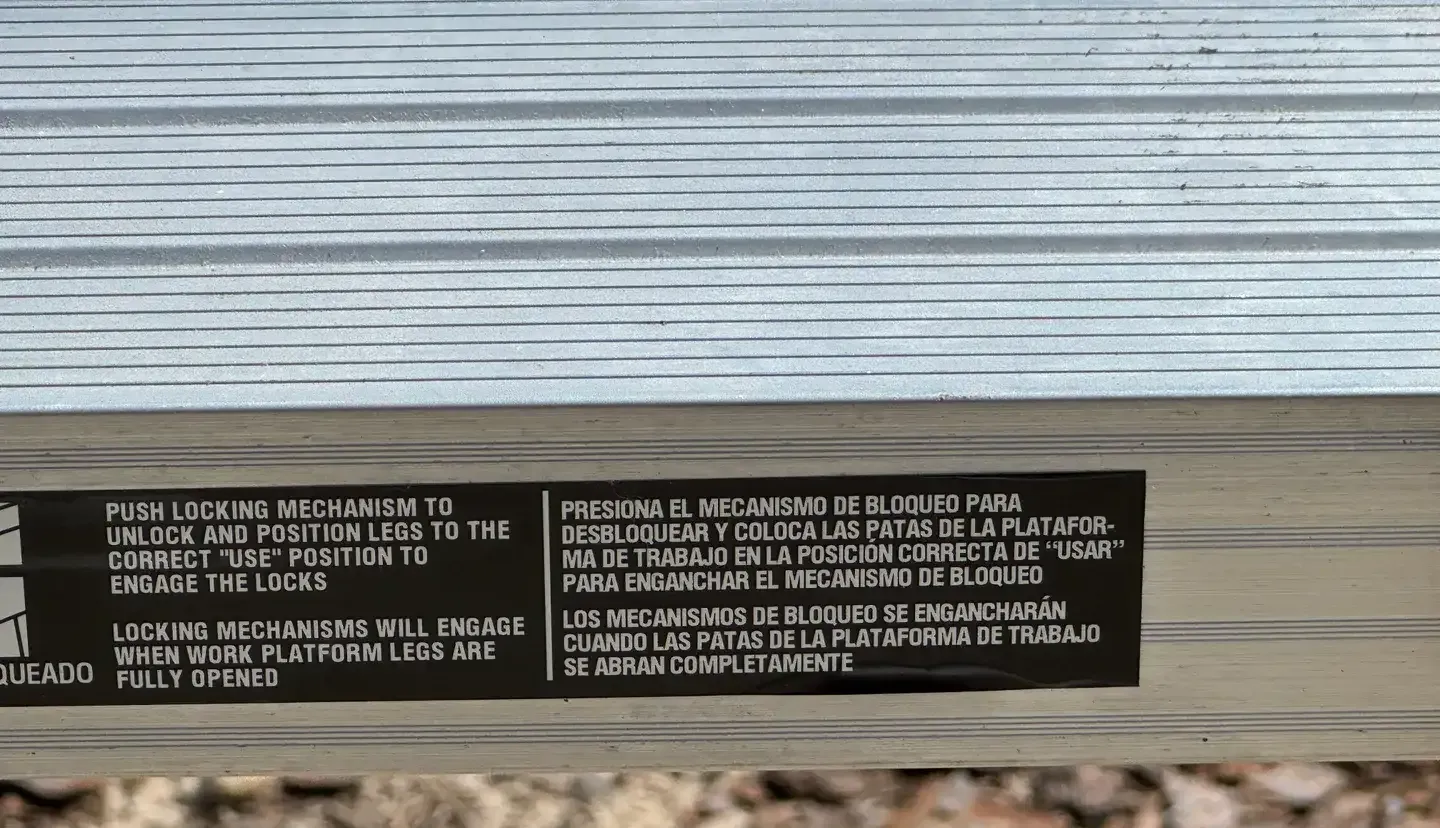 PUSH LOCKING MECHANISM TO
UNLOCK AND POSITION LEGS TO THE
CORRECT "USE" POSITION TO
ENGAGE THE LOCKS
LOCKING MECHANISMS WILL ENGAGE
WHEN WORK PLATFORM LEGS ARE
FULLY OPENED
QUEADO
PRESIONA EL MECANISMO DE BLOQUEO PARA
DESBLOQUEAR Y COLOCA LAS PATAS DE LA PLATAFOR-
MA DE TRABAJO EN LA POSICIÓN CORRECTA DE “USAR”
PARA ENGANCHAR EL MECANISMO DE BLOQUEO
LOS MECANISMOS DE BLOQUEO SE ENGANCHARÁN
CUANDO LAS PATAS DE LA PLATAFORMA DE TRABAJO
SE ABRAN COMPLETAMENTE